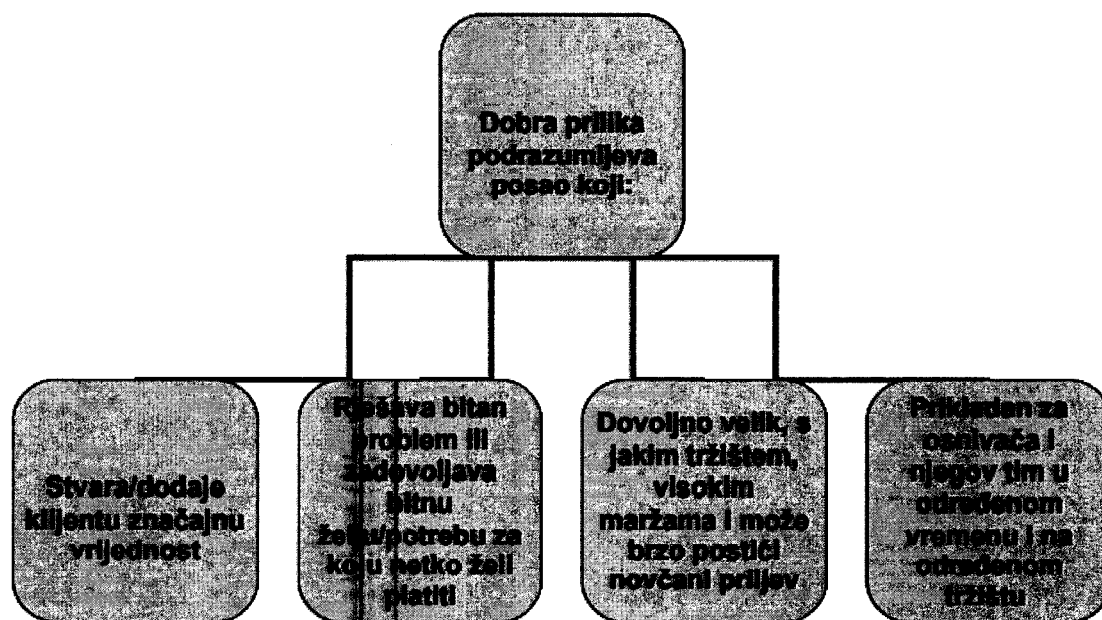 Dobra prilika
podrazumijeva
posao koji:
Stvara/dodaje
klijentu značajnu
vrijednost
Rješava bitan
problem ili
zadovoljava
bitnu
želju/potrebu za
koju netko želi
platiti
Dovoljno velik, s
jakim tržištem,
visokim
maržama i može
brzo postići
novčani priljev
Prikladan za
osnivača i
njegov tim u
određenom
vremenu i na
određenom
tržištu